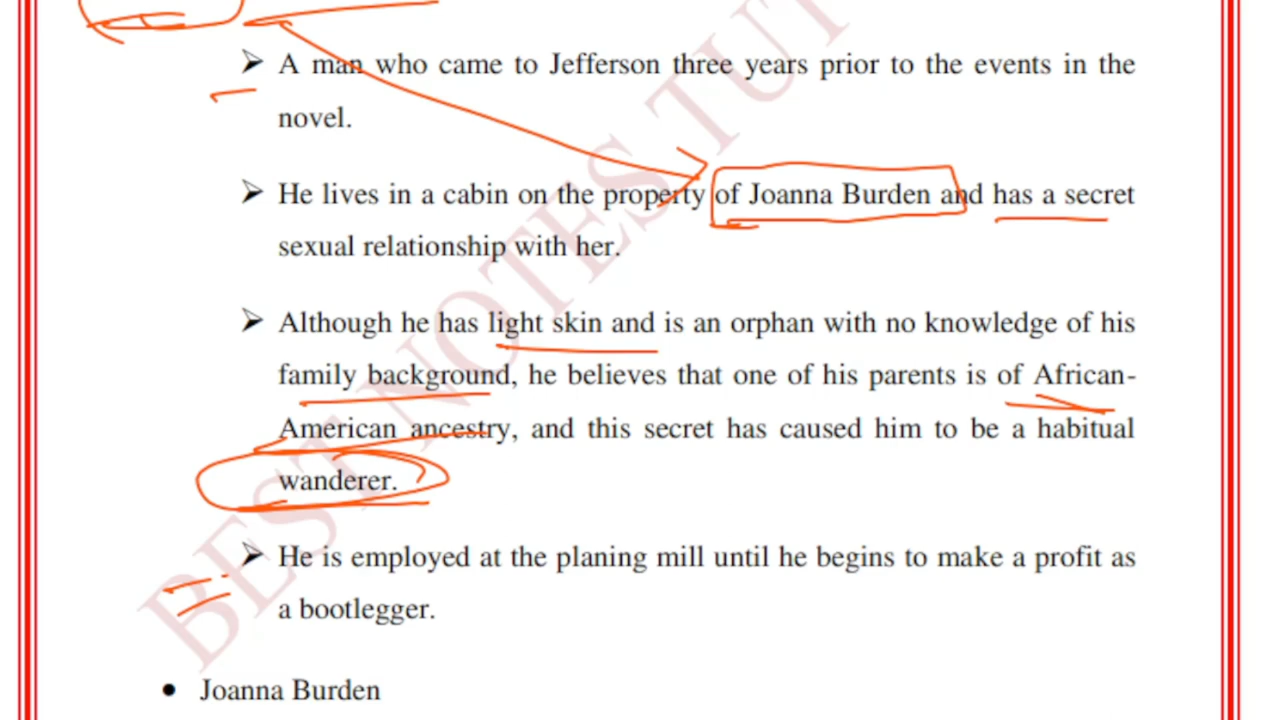 ➢ A man who came to Jefferson three years prior to the events in the
novel.
➢ He lives in a cabin on the property of Joanna Burden and has a secret
sexual relationship with her.
➢ Although he has light skin and is an orphan with no knowledge of his
family background, he believes that one of his parents is of African-
American ancestry, and this secret has caused him to be a habitual
wanderer.
➢ He is employed at the planing mill until he begins to make a profit as
a bootlegger.
• Joanna Burden
BEST NOTES TUT